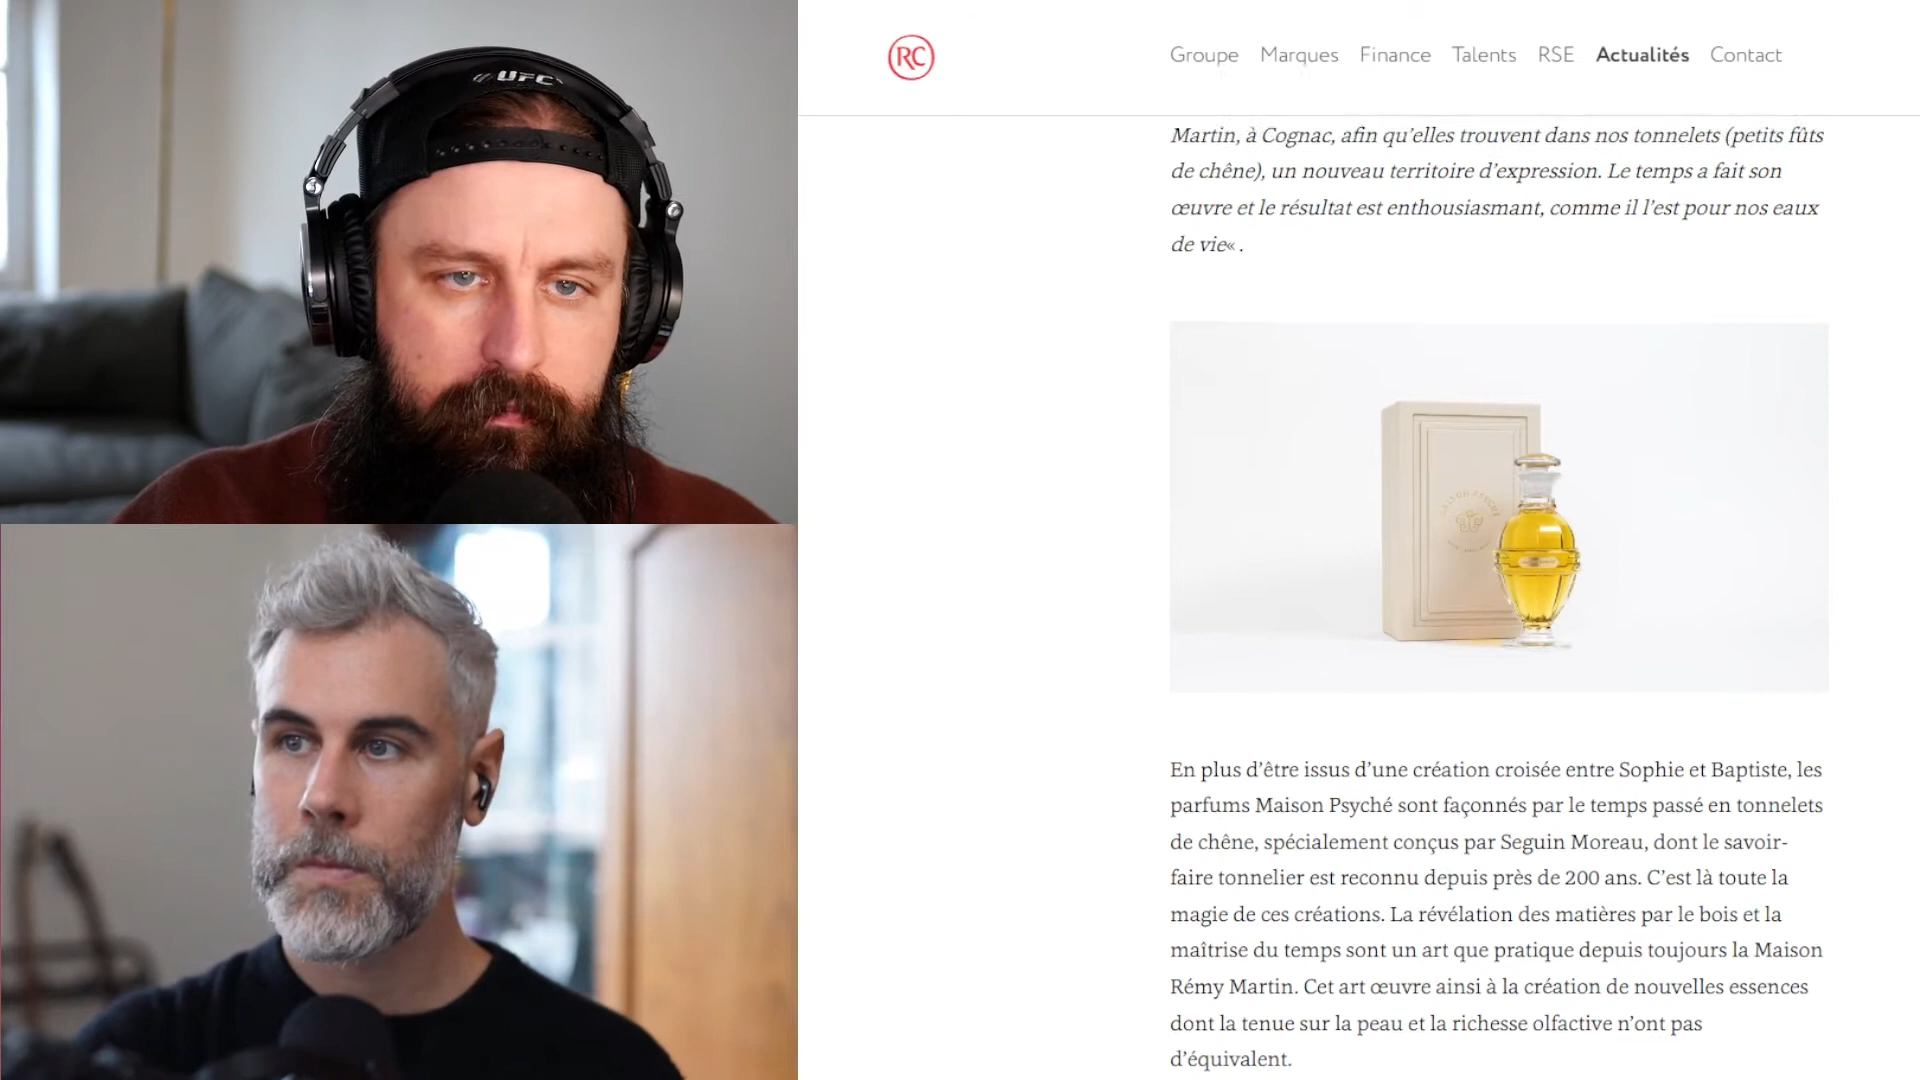 UFC
RC
Groupe Marques Finance Talents RSE Actualités Contact
Martin, à Cognac, afin qu’elles trouvent dans nos tonnelets (petits fûts
de chêne), un nouveau territoire d’expression. Le temps a fait son
œuvre et le résultat est enthousiasmant, comme il l’est pour nos eaux
de vie« .
MAISON PSYCHÉ
En plus d’être issus d’une création croisée entre Sophie et Baptiste, les
parfums Maison Psyché sont façonnés par le temps passé en tonnelets
de chêne, spécialement conçus par Seguin Moreau, dont le savoir-
faire tonnelier est reconnu depuis près de 200 ans. C’est là toute la
magie de ces créations. La révélation des matières par le bois et la
maîtrise du temps sont un art que pratique depuis toujours la Maison
Rémy Martin. Cet art œuvre ainsi à la création de nouvelles essences
dont la tenue sur la peau et la richesse olfactive n’ont pas
d’équivalent.